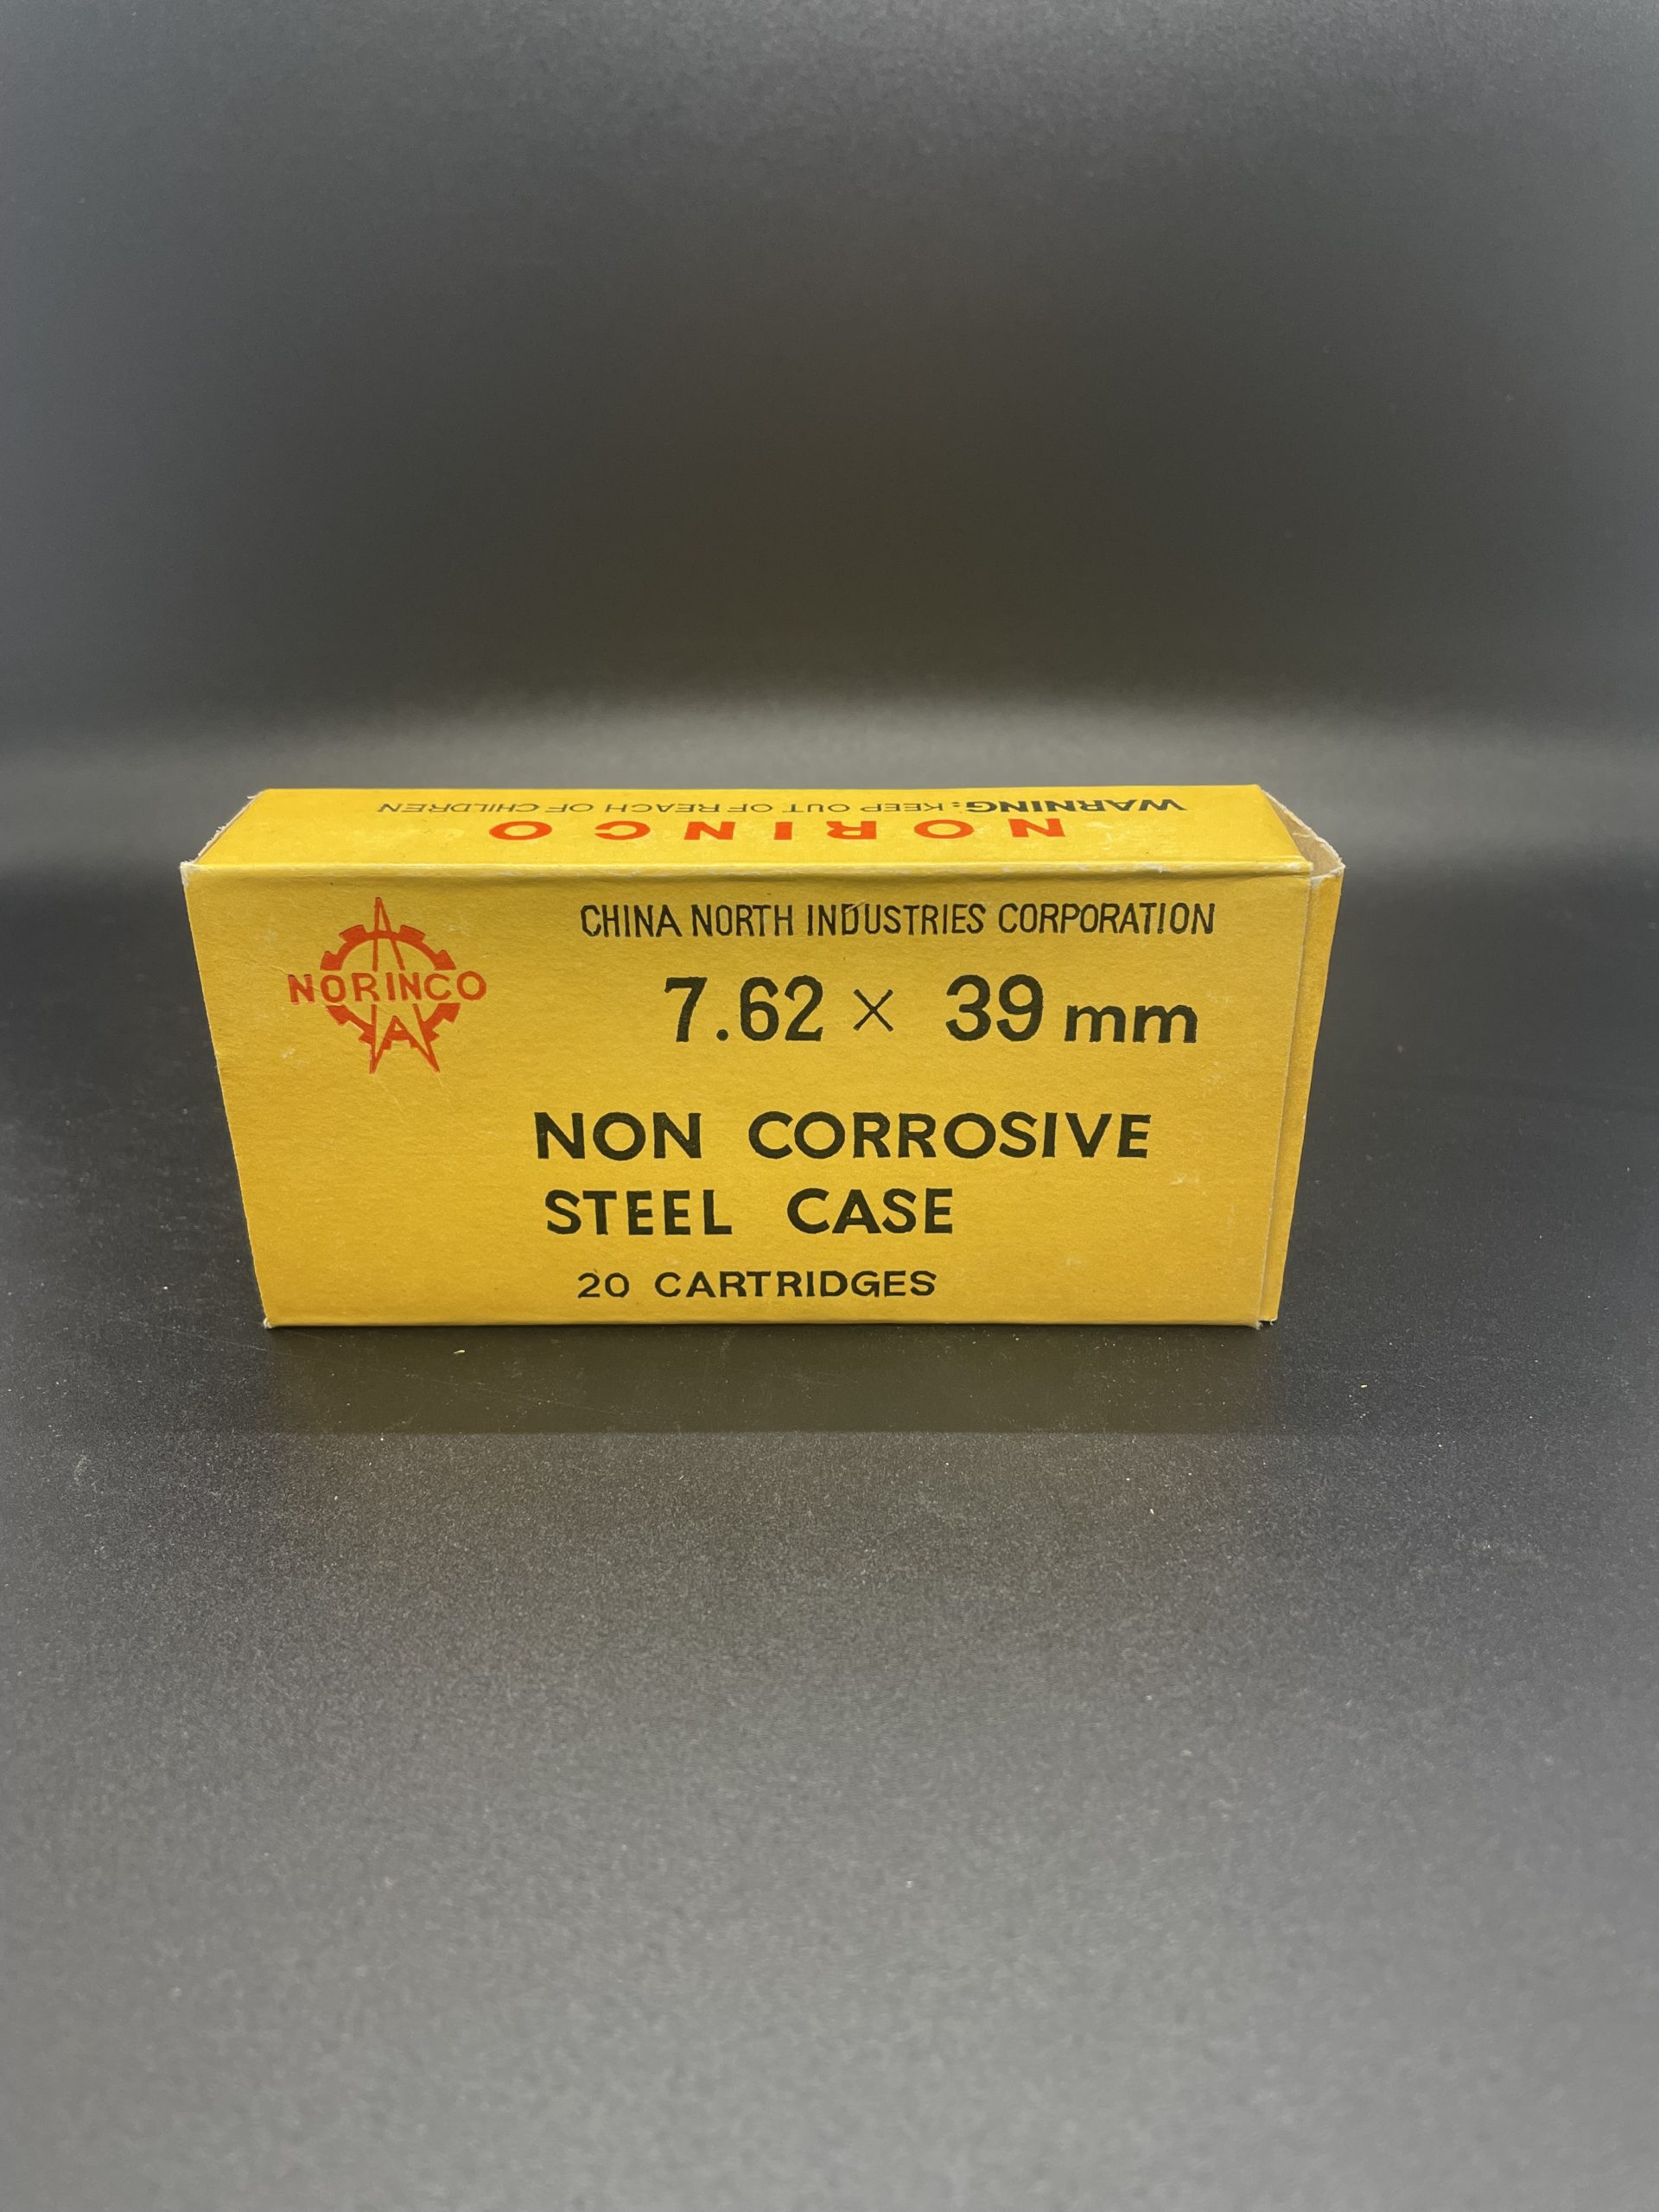 WARNING: KEEP OUT OF REACH OF CHILDREN
NORINCO
NORINCO
CHINA NORTH INDUSTRIES CORPORATION
7.62 × 39 mm
NON CORROSIVE
STEEL CASE
20 CARTRIDGES